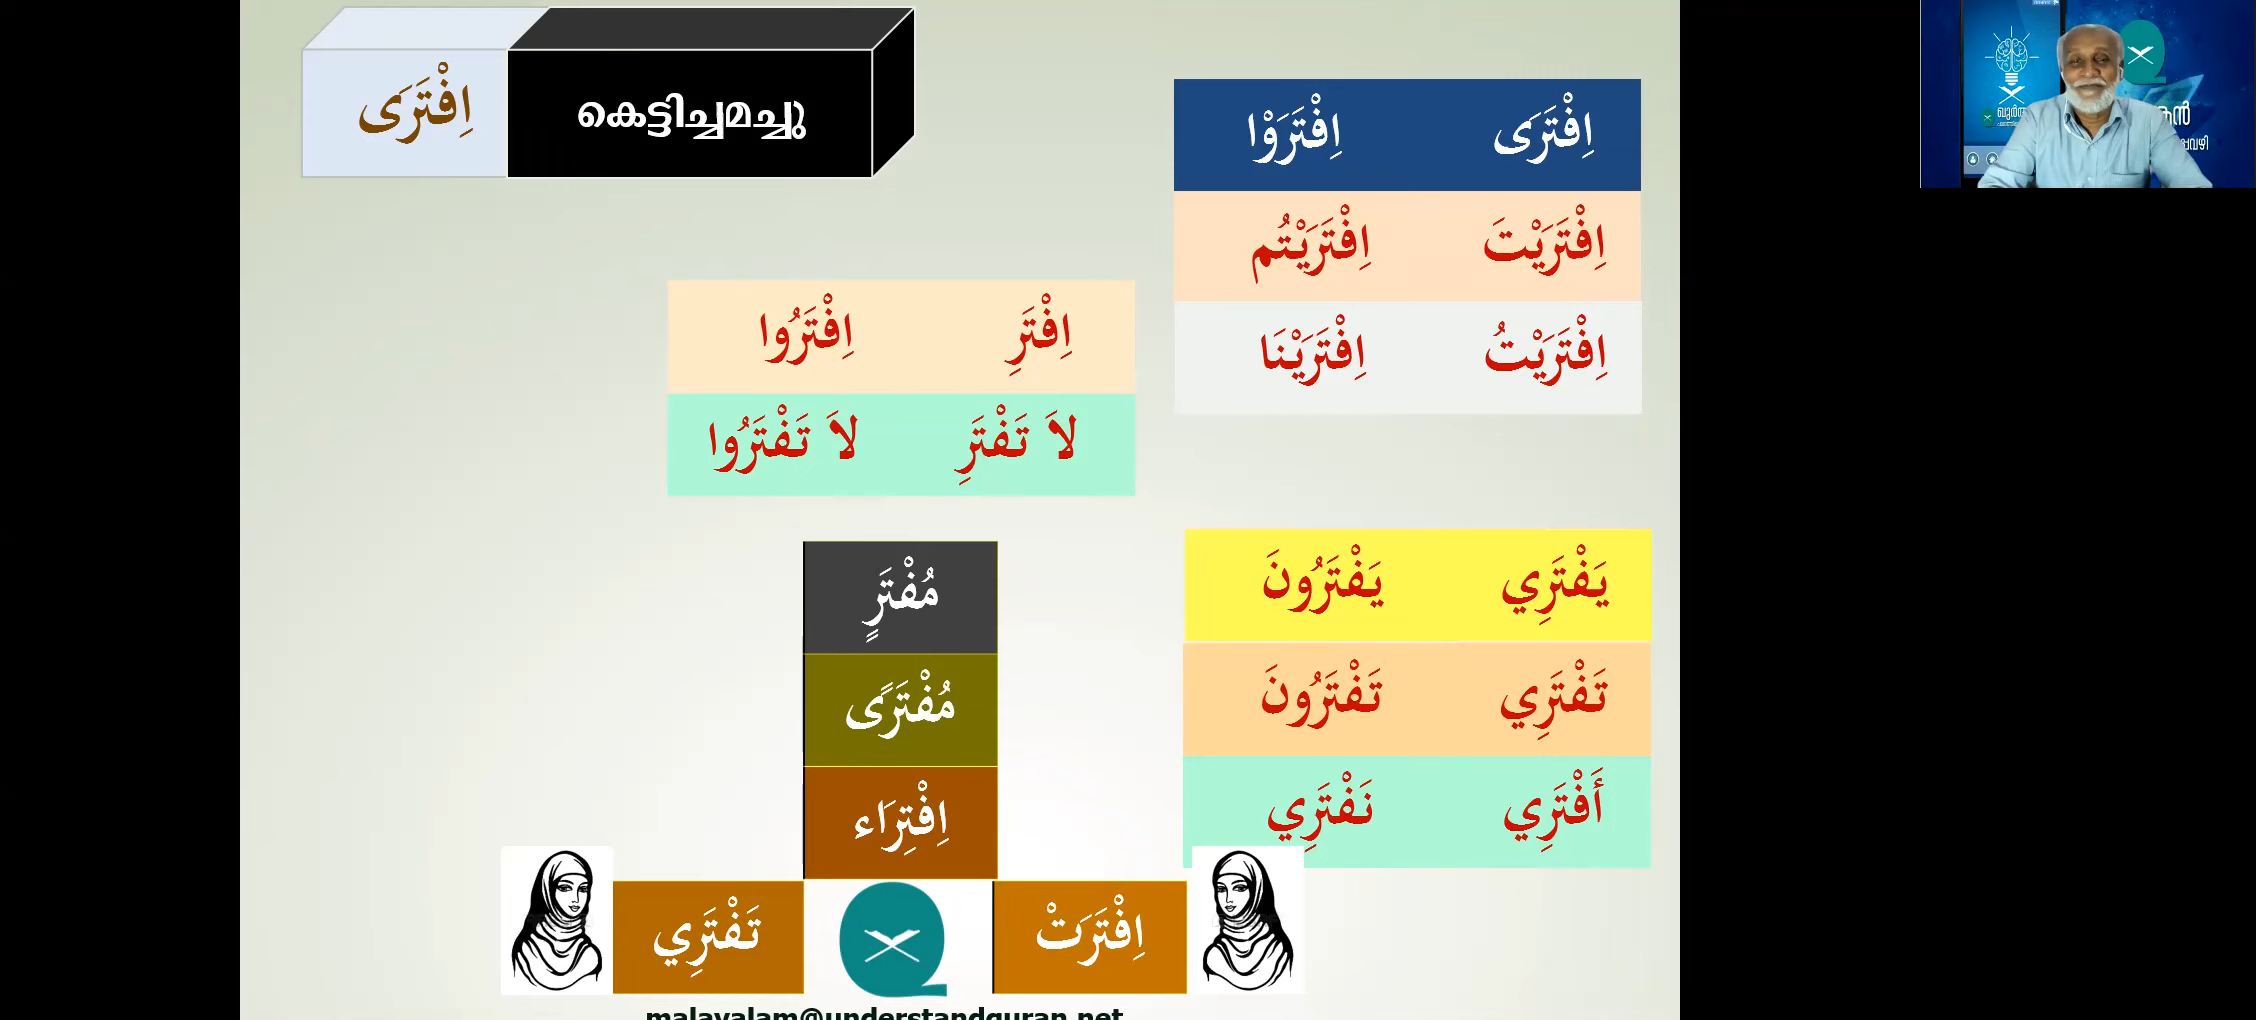 اِفْتَرَى
കെട്ടിച്ചമച്ചു
اِفْتَرَى اِفْتَرَوْا
اِفْتَرَيْتَ اِفْتَرَيْتُم
اِفْتَرَيْتُ اِفْتَرَيْنَا
اِفْتَرِ اِفْتَرُوا
لاَ تَفْتَرِ لاَ تَفْتَرُوا
يَفْتَرِي يَفْتَرُونَ
تَفْتَرِي تَفْتَرُونَ
أَفْتَرِي نَفْتَرِي
مُفْتَرٍ
مُفْتَرًى
اِفْتِرَاء
اِفْتَرَتْ
تَفْتَرِي
malayalam@understandquran.net